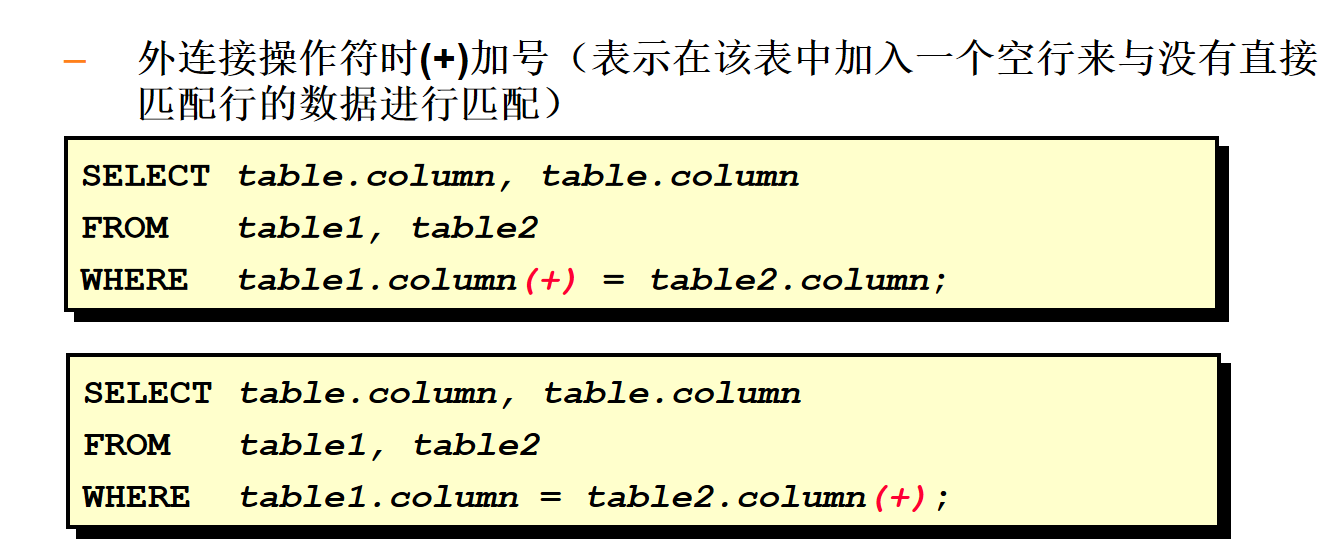 – 外连接操作符时(+)加号（表示在该表中加入一个空行来与没有直接
匹配行的数据进行匹配）
SELECT table.column, table.column
FROM table1, table2
WHERE table1.column(+) = table2.column;
SELECT table.column, table.column
FROM table1, table2
WHERE table1.column = table2.column(+);